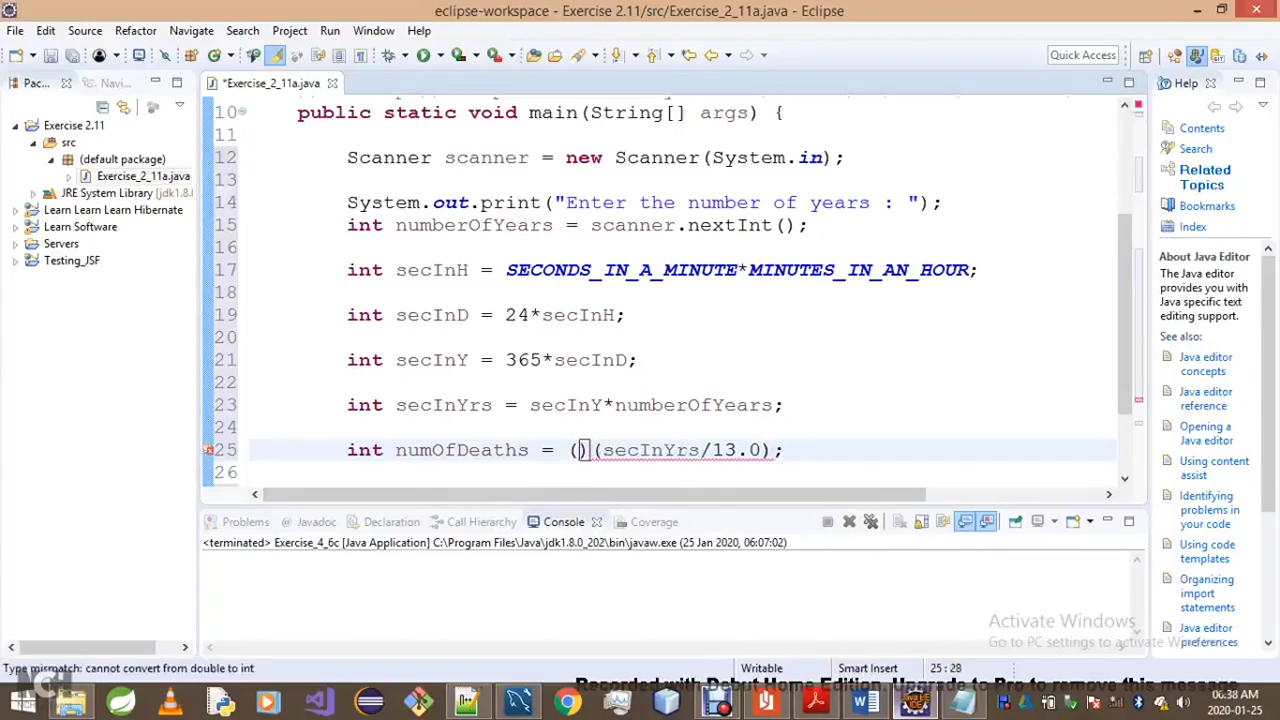 eclipse-workspace - Exercise 2.11/src/Exercise_2_11a.java - Eclipse
File Edit Source Refactor Navigate Search Project Run Window Help
Quick Access
Pac... Navi...
*Exercise_2_11a.java
Help
Exercise 2.11
src
(default package)
Exercise_2_11a.java
JRE System Library [jdk1.8.0
Learn Learn Learn Hibernate
Learn Software
Servers
Testing_JSF
10 public static void main(String[] args) {
11
12 Scanner scanner = new Scanner(System.in);
13
14 System.out.print("Enter the number of years : ");
15 int numberOfYears = scanner.nextInt();
16
17 int secInH = SECONDS_IN_A_MINUTE*MINUTES_IN_AN_HOUR;
18
19 int secInD = 24*secInH;
20
21 int secInY = 365*secInD;
22
23 int secInYrs = secInY*numberOfYears;
24
25 int numOfDeaths = ()(secInYrs/13.0);
26
Contents
Search
Related
Topics
Bookmarks
Index
About Java Editor
The Java editor
provides you with
Java specific text
editing support.
See also:
Java editor
concepts
Java editor
reference
Opening a
Java editor
Using content
assist
Identifying
problems in
your code
Using code
templates
Organizing
import
statements
Java editor
preferences
Problems Javadoc Declaration Call Hierarchy Console Coverage
<terminated> Exercise_4_6c [Java Application] C:\Program Files\Java\jdk1.8.0_202\bin\javaw.exe (25 Jan 2020, 06:07:02)
Activate Windows
Go to PC settings to activate Windows.
Type mismatch: cannot convert from double to int
Writable
Smart Insert
25 : 28
Recorded with Debut Home Edition. Upgrade to Pro to remove this message
NCH
06:38 AM
2020-01-25